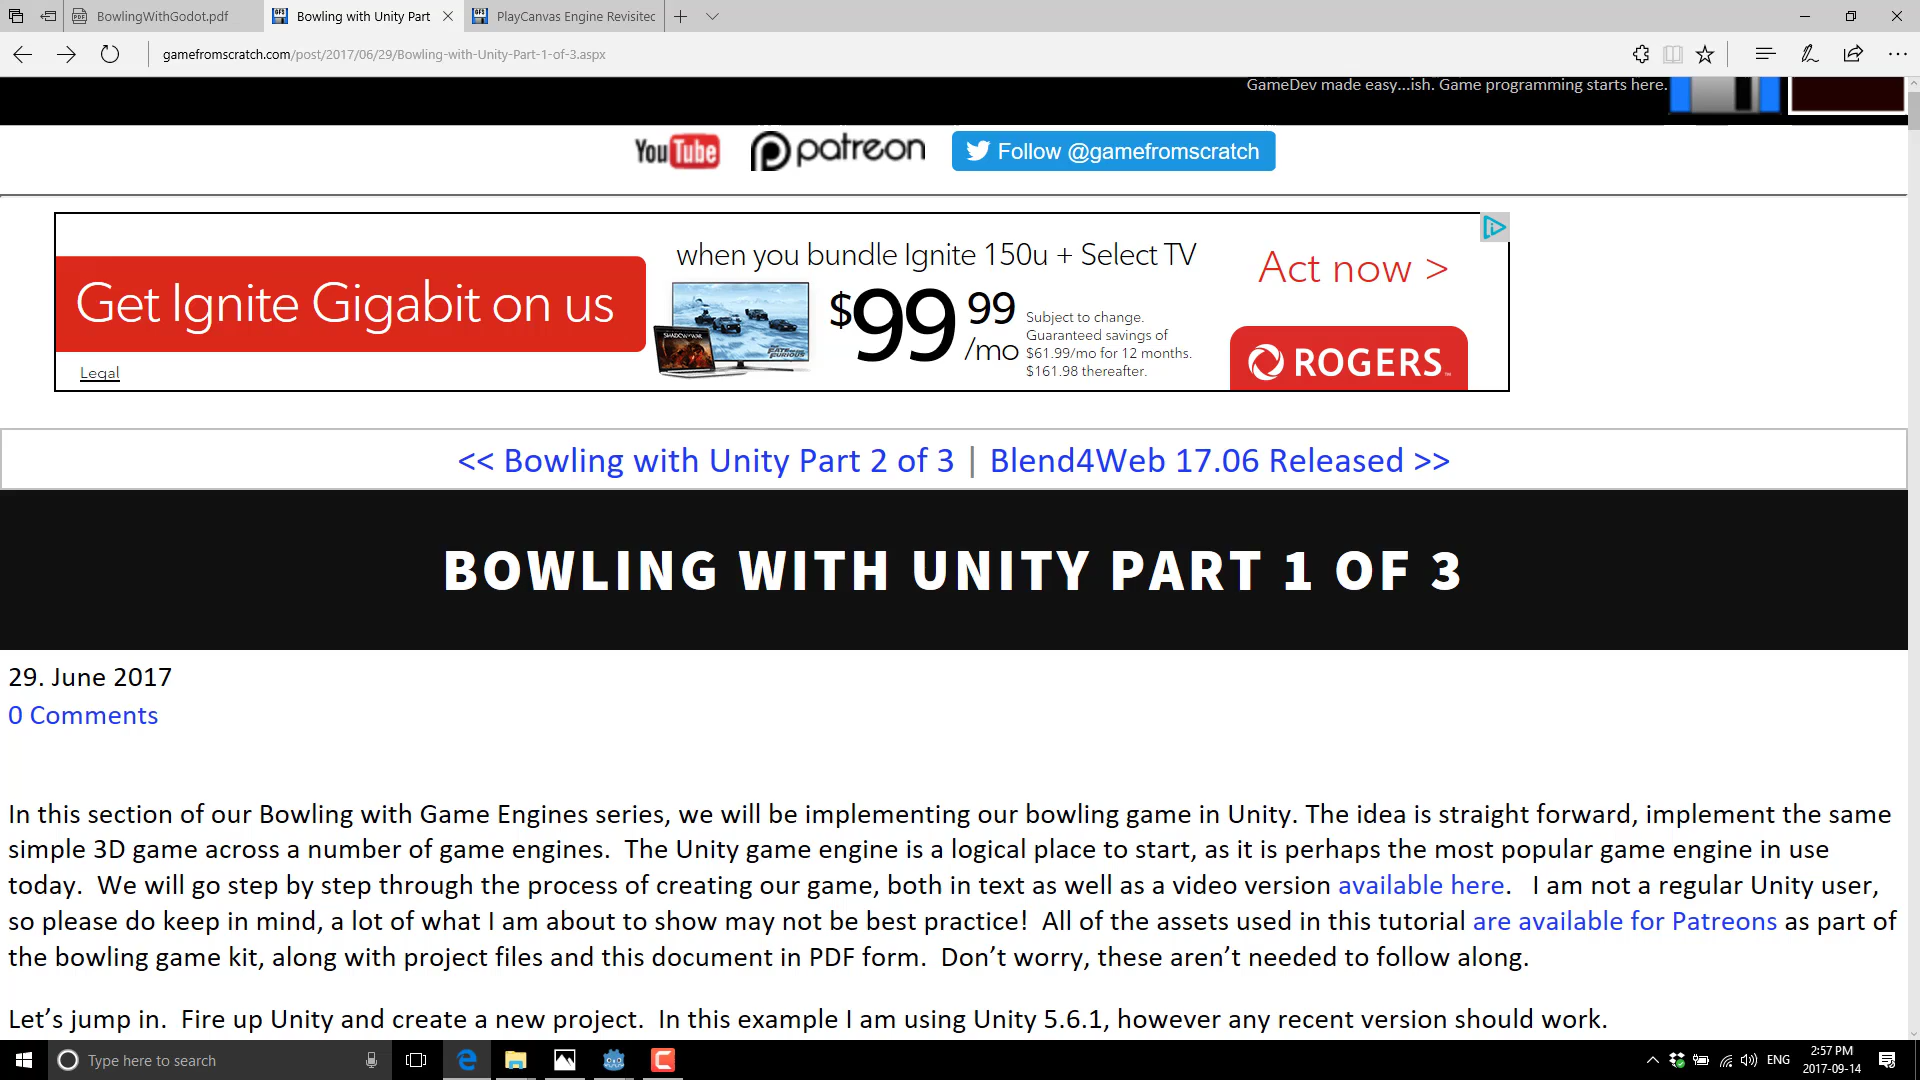 BowlingWithGodot.pdf
Bowling with Unity Part
PlayCanvas Engine Revisitec
gamefromscratch.com/post/2017/06/29/Bowling-with-Unity-Part-1-of-3.aspx
GameDev made easy...ish. Game programming starts here.
YouTube
patreon
Follow @gamefromscratch
Get Ignite Gigabit on us
Legal
when you bundle Ignite 150u + Select TV
$99 99 /mo
Subject to change.
Guaranteed savings of
$61.99/mo for 12 months.
$161.98 thereafter.
Act now >
ROGERS
<< Bowling with Unity Part 2 of 3 | Blend4Web 17.06 Released >>
BOWLING WITH UNITY PART 1 OF 3
29. June 2017
0 Comments
In this section of our Bowling with Game Engines series, we will be implementing our bowling game in Unity. The idea is straight forward, implement the same
simple 3D game across a number of game engines.  The Unity game engine is a logical place to start, as it is perhaps the most popular game engine in use
today.  We will go step by step through the process of creating our game, both in text as well as a video version available here.   I am not a regular Unity user,
so please do keep in mind, a lot of what I am about to show may not be best practice!  All of the assets used in this tutorial are available for Patreons as part of
the bowling game kit, along with project files and this document in PDF form.  Don’t worry, these aren’t needed to follow along.
Let’s jump in.  Fire up Unity and create a new project.  In this example I am using Unity 5.6.1, however any recent version should work.
Type here to search
ENG
2:57 PM
2017-09-14